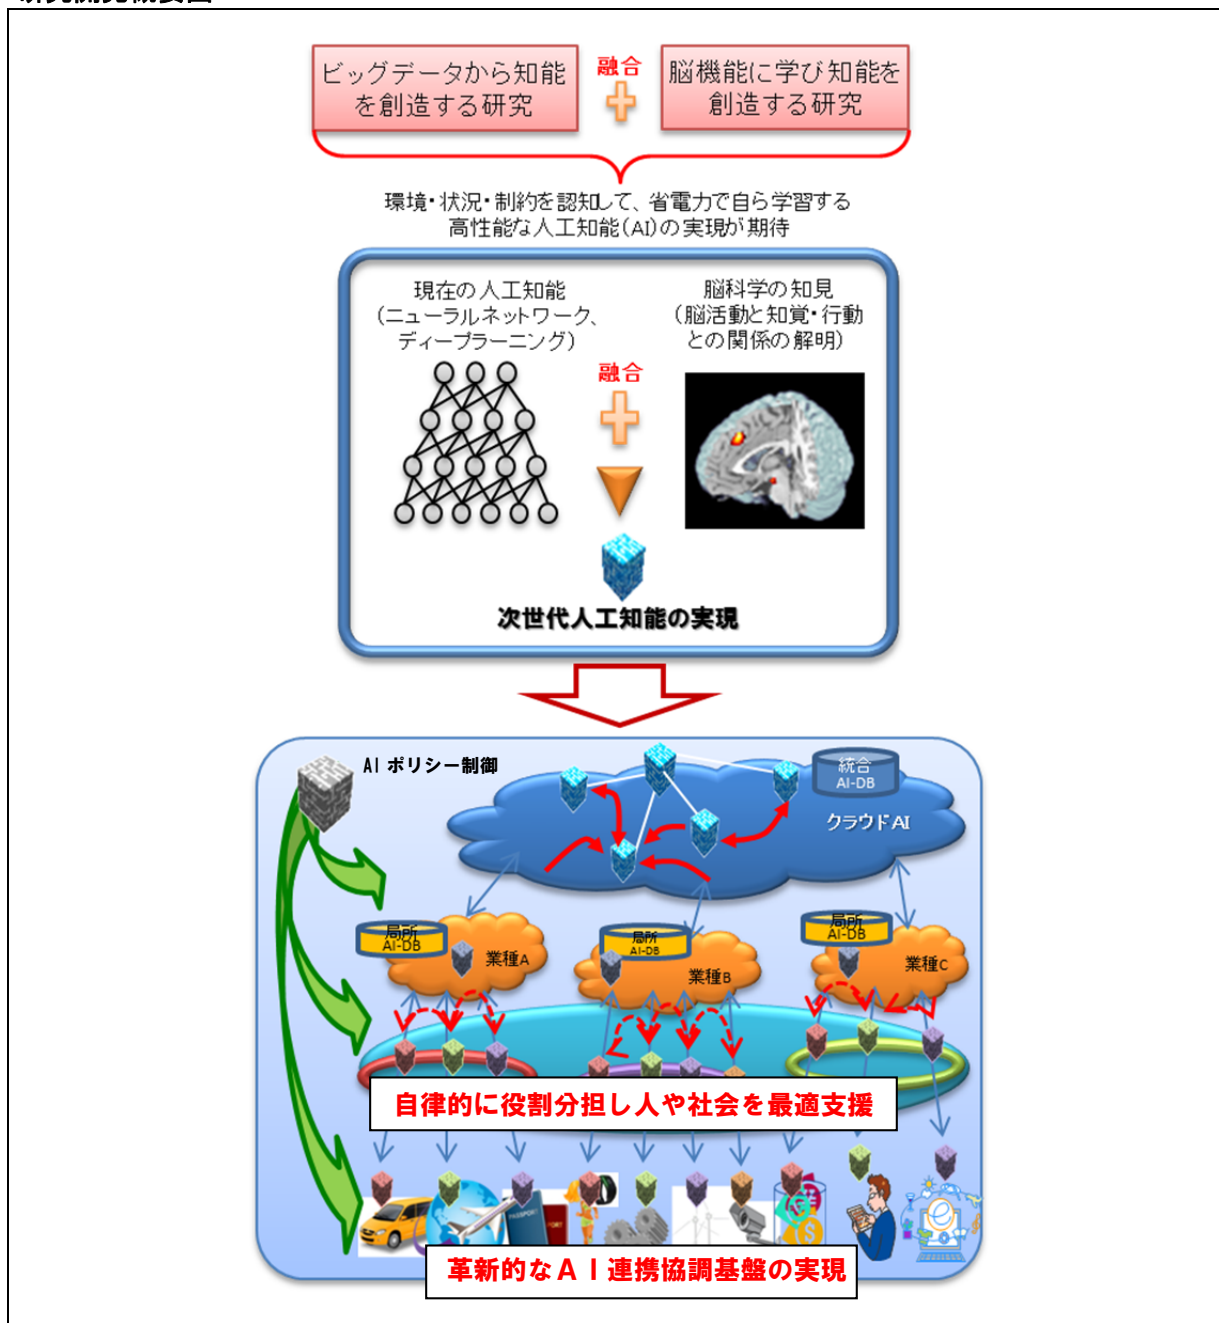 研究開発概要図
ビッグデータから知能
を創造する研究
融合
脳機能に学び知能を
創造する研究
環境・状況・制約を認知して、省電力で自ら学習する
高性能な人工知能(AI)の実現が期待
現在の人工知能
(ニューラルネットワーク、
ディープラーニング)
脳科学の知見
(脳活動と知覚・行動
との関係の解明)
融合
次世代人工知能の実現
AI ポリシー制御
統合
AI-DB
クラウドAI
局所
AI-DB
業種A
局所
AI-DB
業種B
局所
AI-DB
業種C
自律的に役割分担し人や社会を最適支援
PASSPORT
革新的なＡＩ連携協調基盤の実現